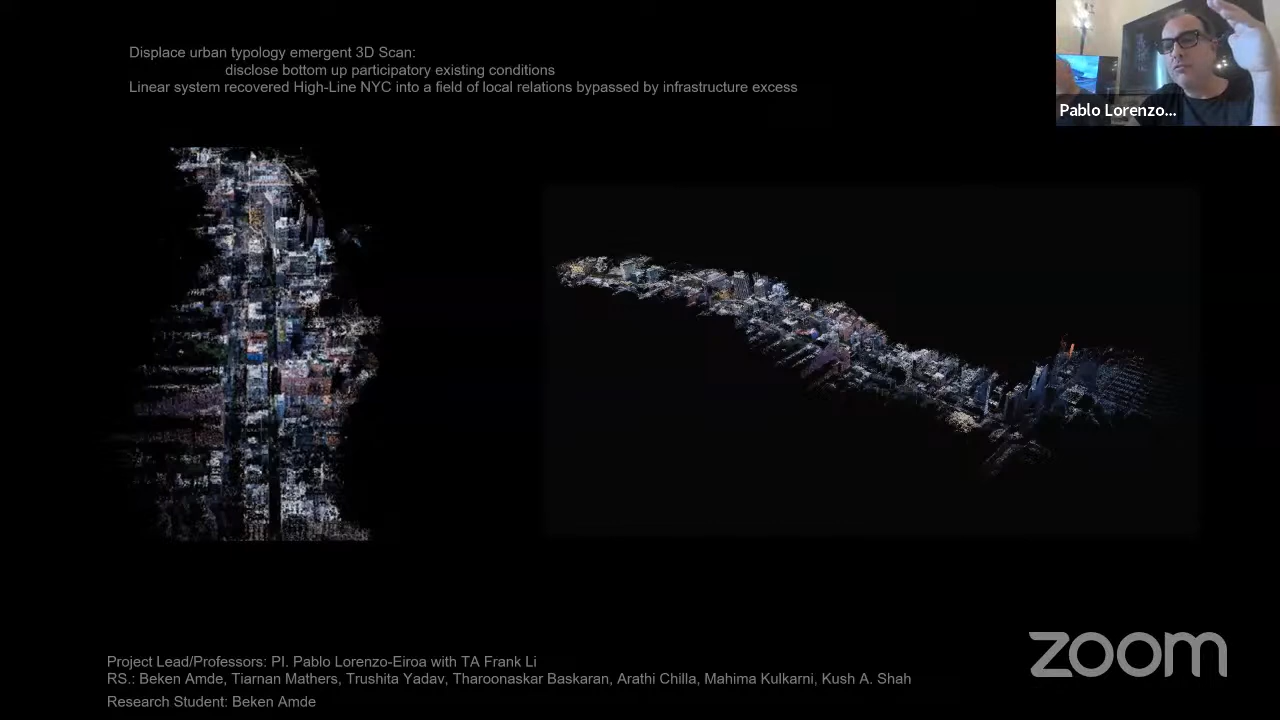 Displace urban typology emergent 3D Scan:
disclose bottom up participatory existing conditions
Linear system recovered High-Line NYC into a field of local relations bypassed by infrastructure excess
Pablo Lorenzo...
Project Lead/Professors: PI. Pablo Lorenzo-Eiroa with TA Frank Li
RS.: Beken Amde, Tiarnan Mathers, Trushita Yadav, Tharoonaskar Baskaran, Arathi Chilla, Mahima Kulkarni, Kush A. Shah
Research Student: Beken Amde
zoom